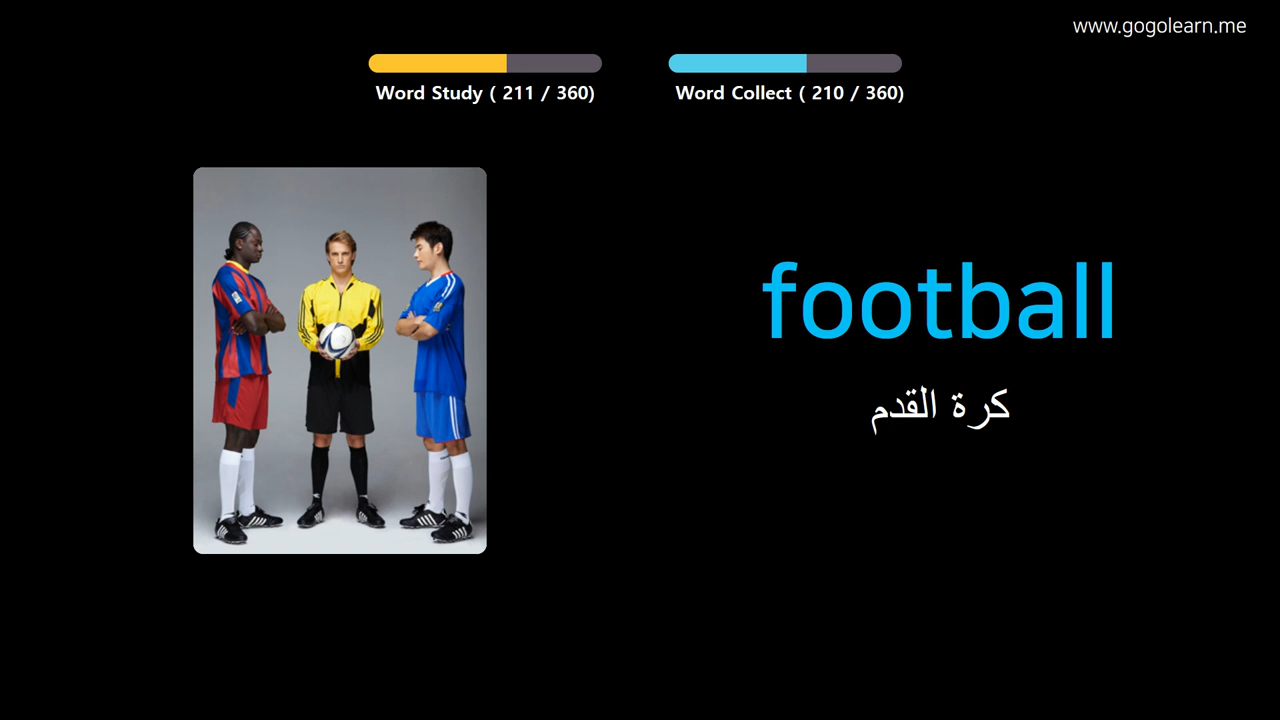 www.gogolearn.me
Word Study ( 211 / 360)
Word Collect ( 210 / 360)
football
كرة القدم